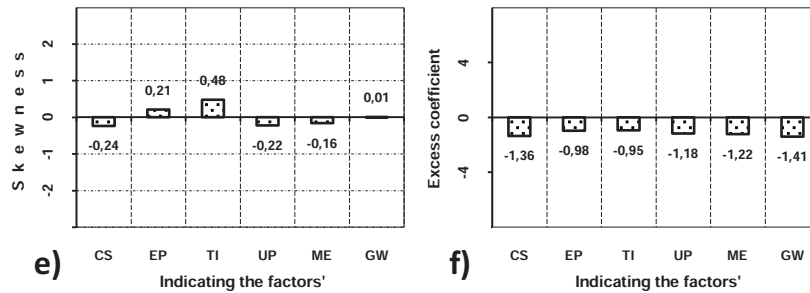 Skewness
2
1
0
-1
-2
-0,24
0,21
0,48
-0,22
-0,16
0,01
CS EP TI UP ME GW
e)
Indicating the factors'
Excess coefficient
4
0
-4
-1,36
-0,98
-0,95
-1,18
-1,22
-1,41
CS EP TI UP ME GW
f)
Indicating the factors'